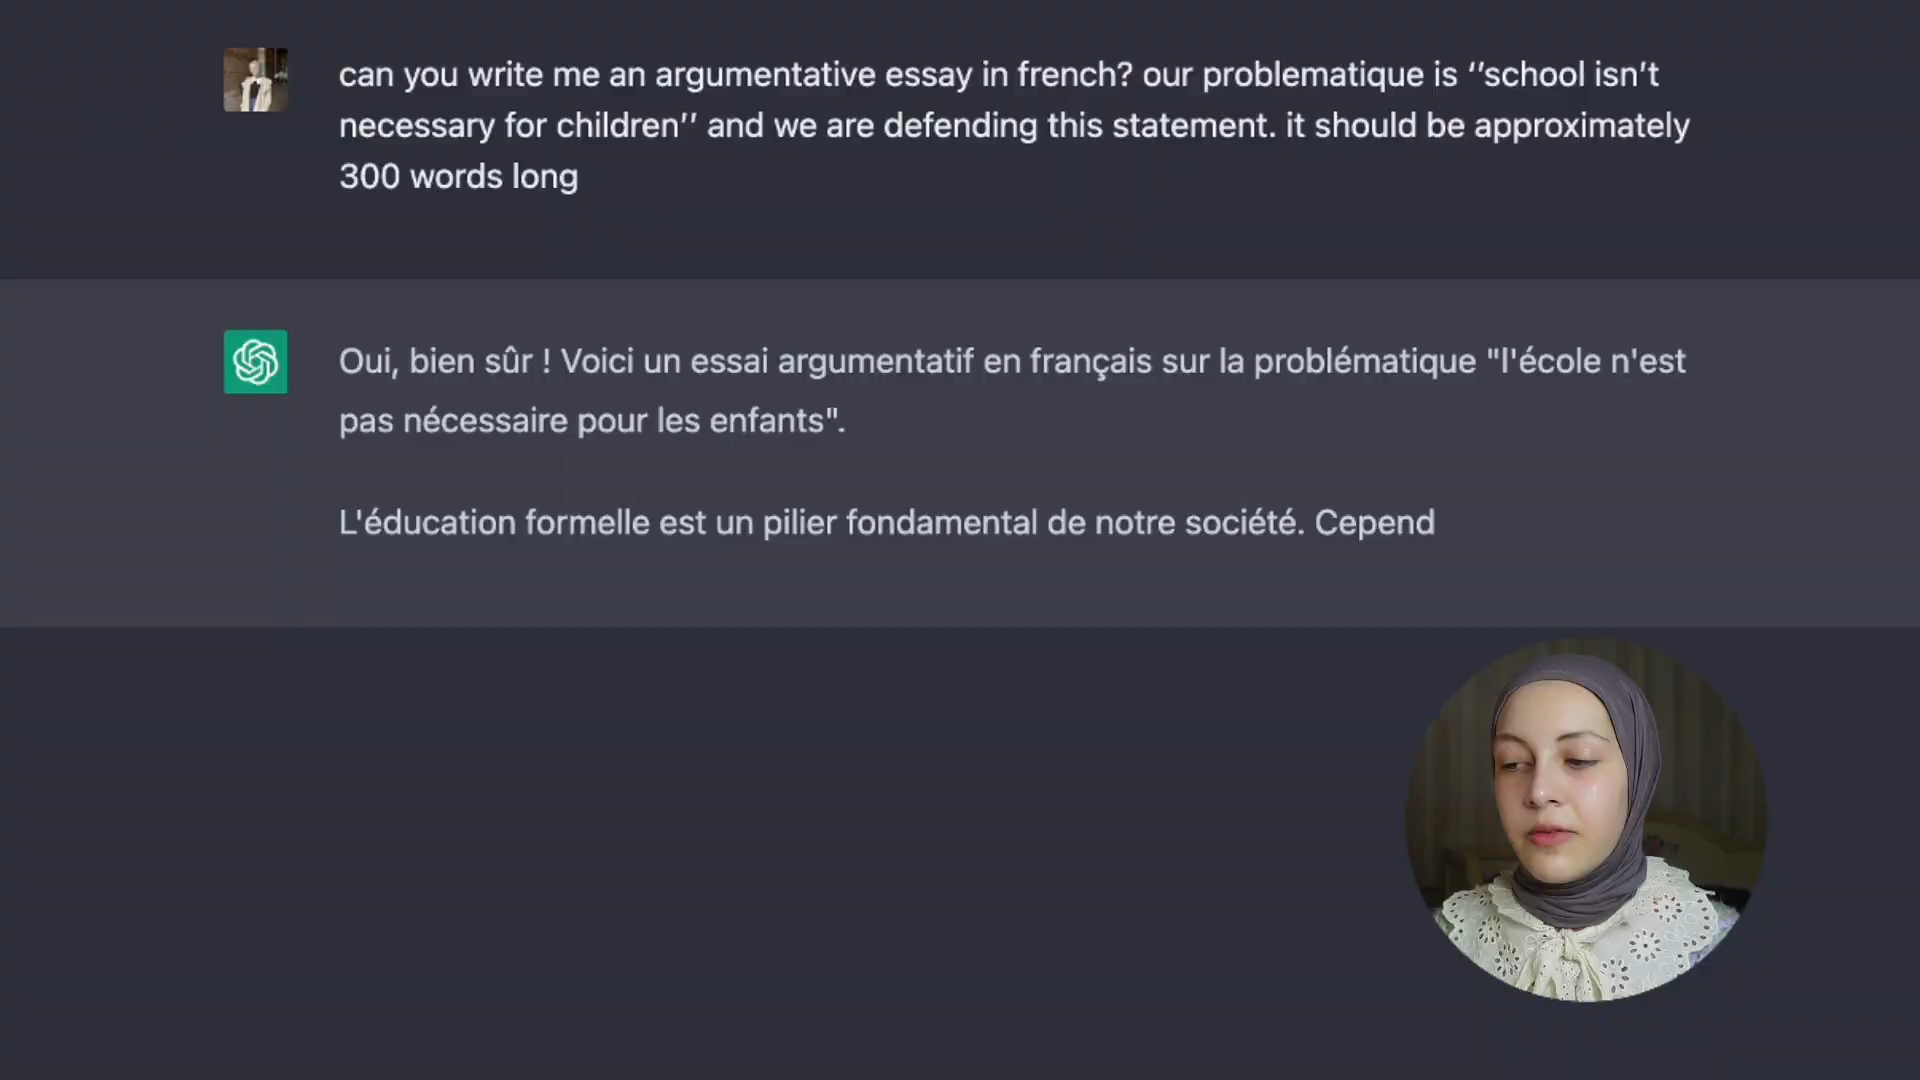 can you write me an argumentative essay in french? our problematique is ‘’school isn’t
necessary for children’’ and we are defending this statement. it should be approximately
300 words long
Oui, bien sûr ! Voici un essai argumentatif en français sur la problématique "l'école n'est
pas nécessaire pour les enfants".
L'éducation formelle est un pilier fondamental de notre société. Cepend